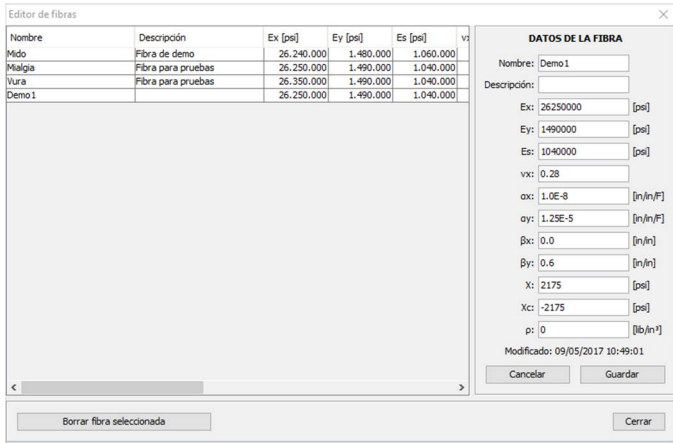 Editor de fibras
Nombre Descripción Ex [psi] Ey [psi] Es [psi] vx
Mido Fibra de demo 26.240.000 1.480.000 1.060.000
Mialgia Fibra para pruebas 26.250.000 1.490.000 1.040.000
Vura Fibra para pruebas 26.350.000 1.490.000 1.040.000
Demo1 26.250.000 1.490.000 1.040.000
DATOS DE LA FIBRA
Nombre: Demo1
Descripción:
Ex: 26250000 [psi]
Ey: 1490000 [psi]
Es: 1040000 [psi]
vx: 0.28
αx: 1.0E-8 [in/in/F]
αy: 1.25E-5 [in/in/F]
βx: 0.0 [in/in]
βy: 0.6 [in/in]
X: 2175 [psi]
Xc: -2175 [psi]
ρ: 0 [lib/in³]
Modificado: 09/05/2017 10:49:01
Cancelar Guardar
Borrar fibra seleccionada Cerrar